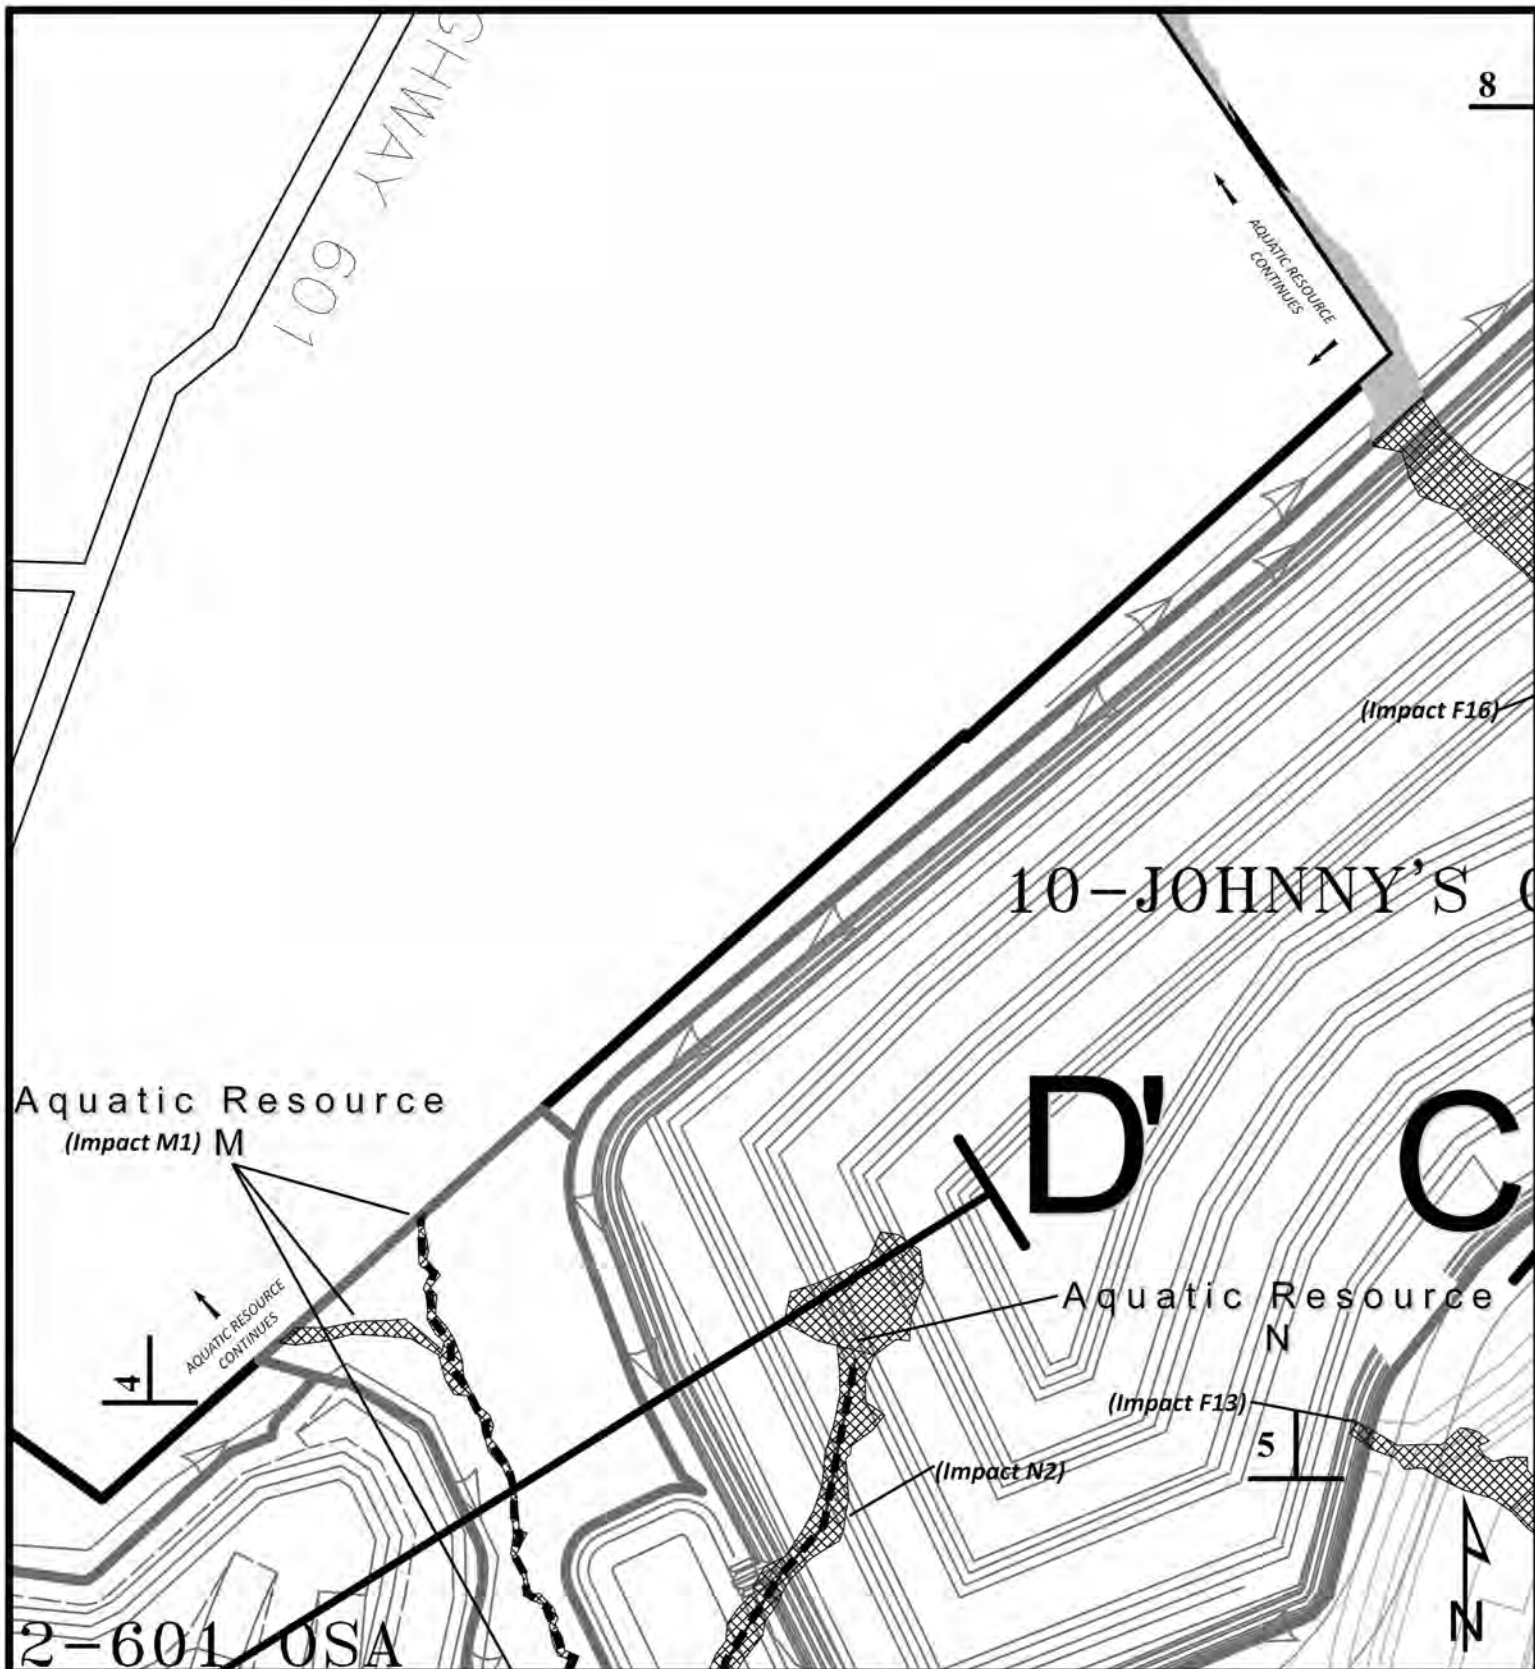 GHWAY 601
8
AQUATIC RESOURCE
CONTINUES
(Impact F16)
10-JOHNNY'S
D'
C
Aquatic Resource
(Impact M1) M
AQUATIC RESOURCE
CONTINUES
4
Aquatic Resource
N
(Impact F13)
5
(Impact N2)
N
2-601 OSA